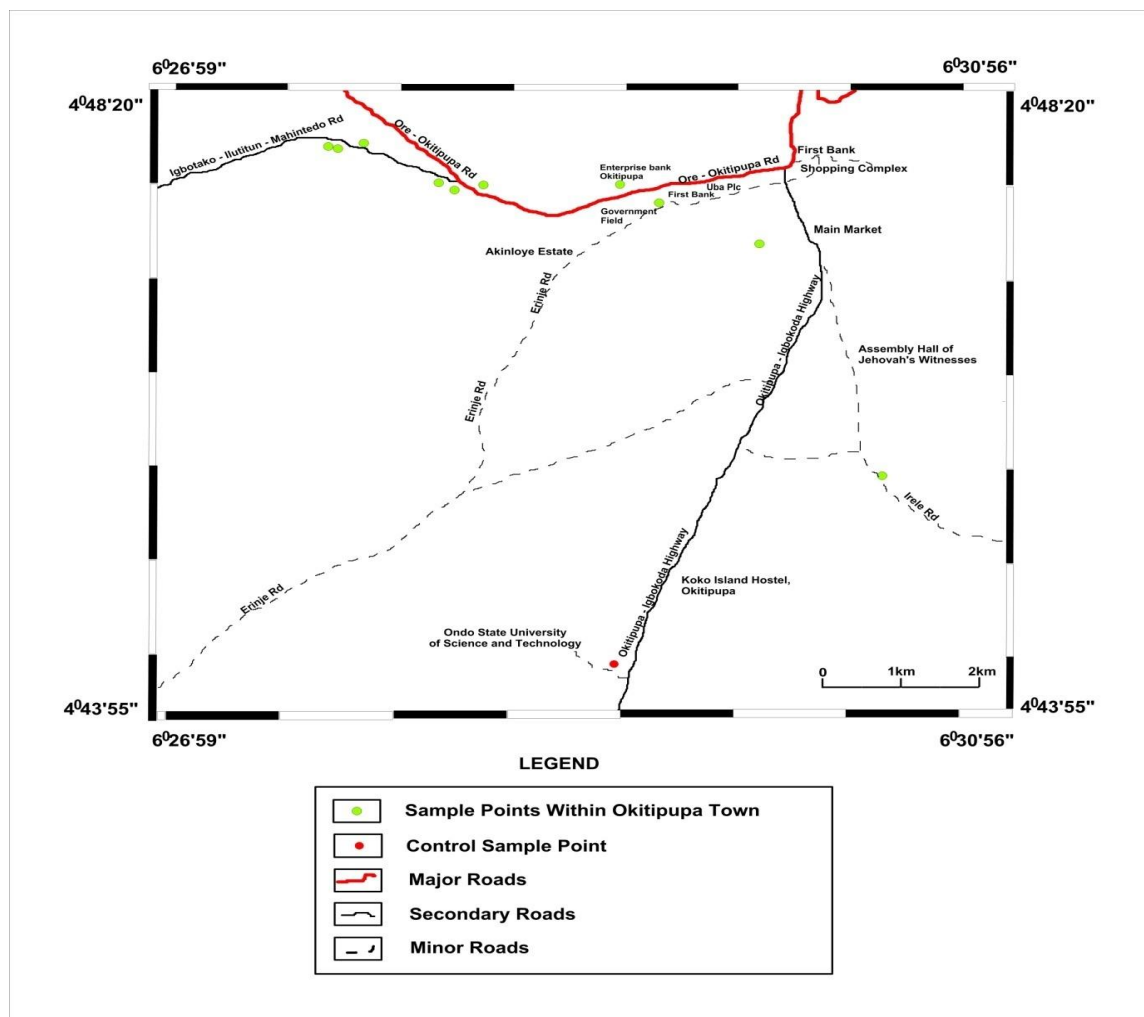 6⁰26'59"
6⁰30'56"
4⁰48'20"
4⁰48'20"
Igbotako - Ilutitun - Mahintedo Rd
Ore - Okitipupa Rd
Enterprise bank
Okitipupa
Ore - Okitipupa Rd
First Bank
Shopping Complex
First Bank
Uba Plc
Government
Field
Main Market
Akinloye Estate
Erinje Rd
Okitipupa - Igbokoda Highway
Assembly Hall of
Jehovah's Witnesses
Erinje Rd
Irele Rd
Koko Island Hostel,
Okitipupa
Okitipupa - Igbokoda Highway
Erinje Rd
Ondo State University
of Science and Technology
0 1km 2km
4⁰43'55"
4⁰43'55"
6⁰26'59"
6⁰30'56"
LEGEND
Sample Points Within Okitipupa Town
Control Sample Point
Major Roads
Secondary Roads
Minor Roads